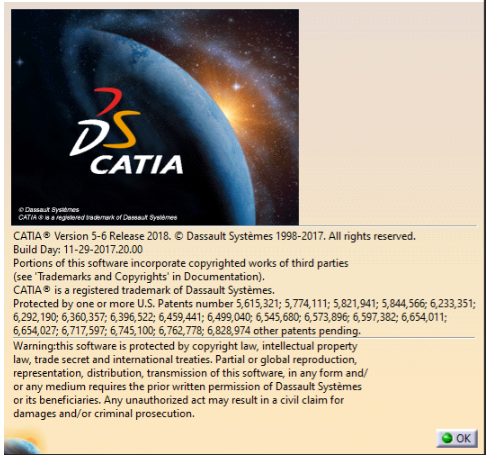 DS
CATIA
© Dassault Systèmes
CATIA ® is a registered trademark of Dassault Systèmes
CATIA® Version 5-6 Release 2018. © Dassault Systèmes 1998-2017. All rights reserved.
Build Day: 11-29-2017.20.00
Portions of this software incorporate copyrighted works of third parties
(see 'Trademarks and Copyrights' in Documentation).
CATIA® is a registered trademark of Dassault Systèmes.
Protected by one or more U.S. Patents number 5,615,321; 5,774,111; 5,821,941; 5,844,566; 6,233,351;
6,292,190; 6,360,357; 6,396,522; 6,459,441; 6,499,040; 6,545,680; 6,573,896; 6,597,382; 6,654,011;
6,654,027; 6,717,597; 6,745,100; 6,762,778; 6,828,974 other patents pending.
Warning:this software is protected by copyright law, intellectual property
law, trade secret and international treaties. Partial or global reproduction,
representation, distribution, transmission of this software, in any form and/
or any medium requires the prior written permission of Dassault Systèmes
or its beneficiaries. Any unauthorized act may result in a civil claim for
damages and/or criminal prosecution.
OK